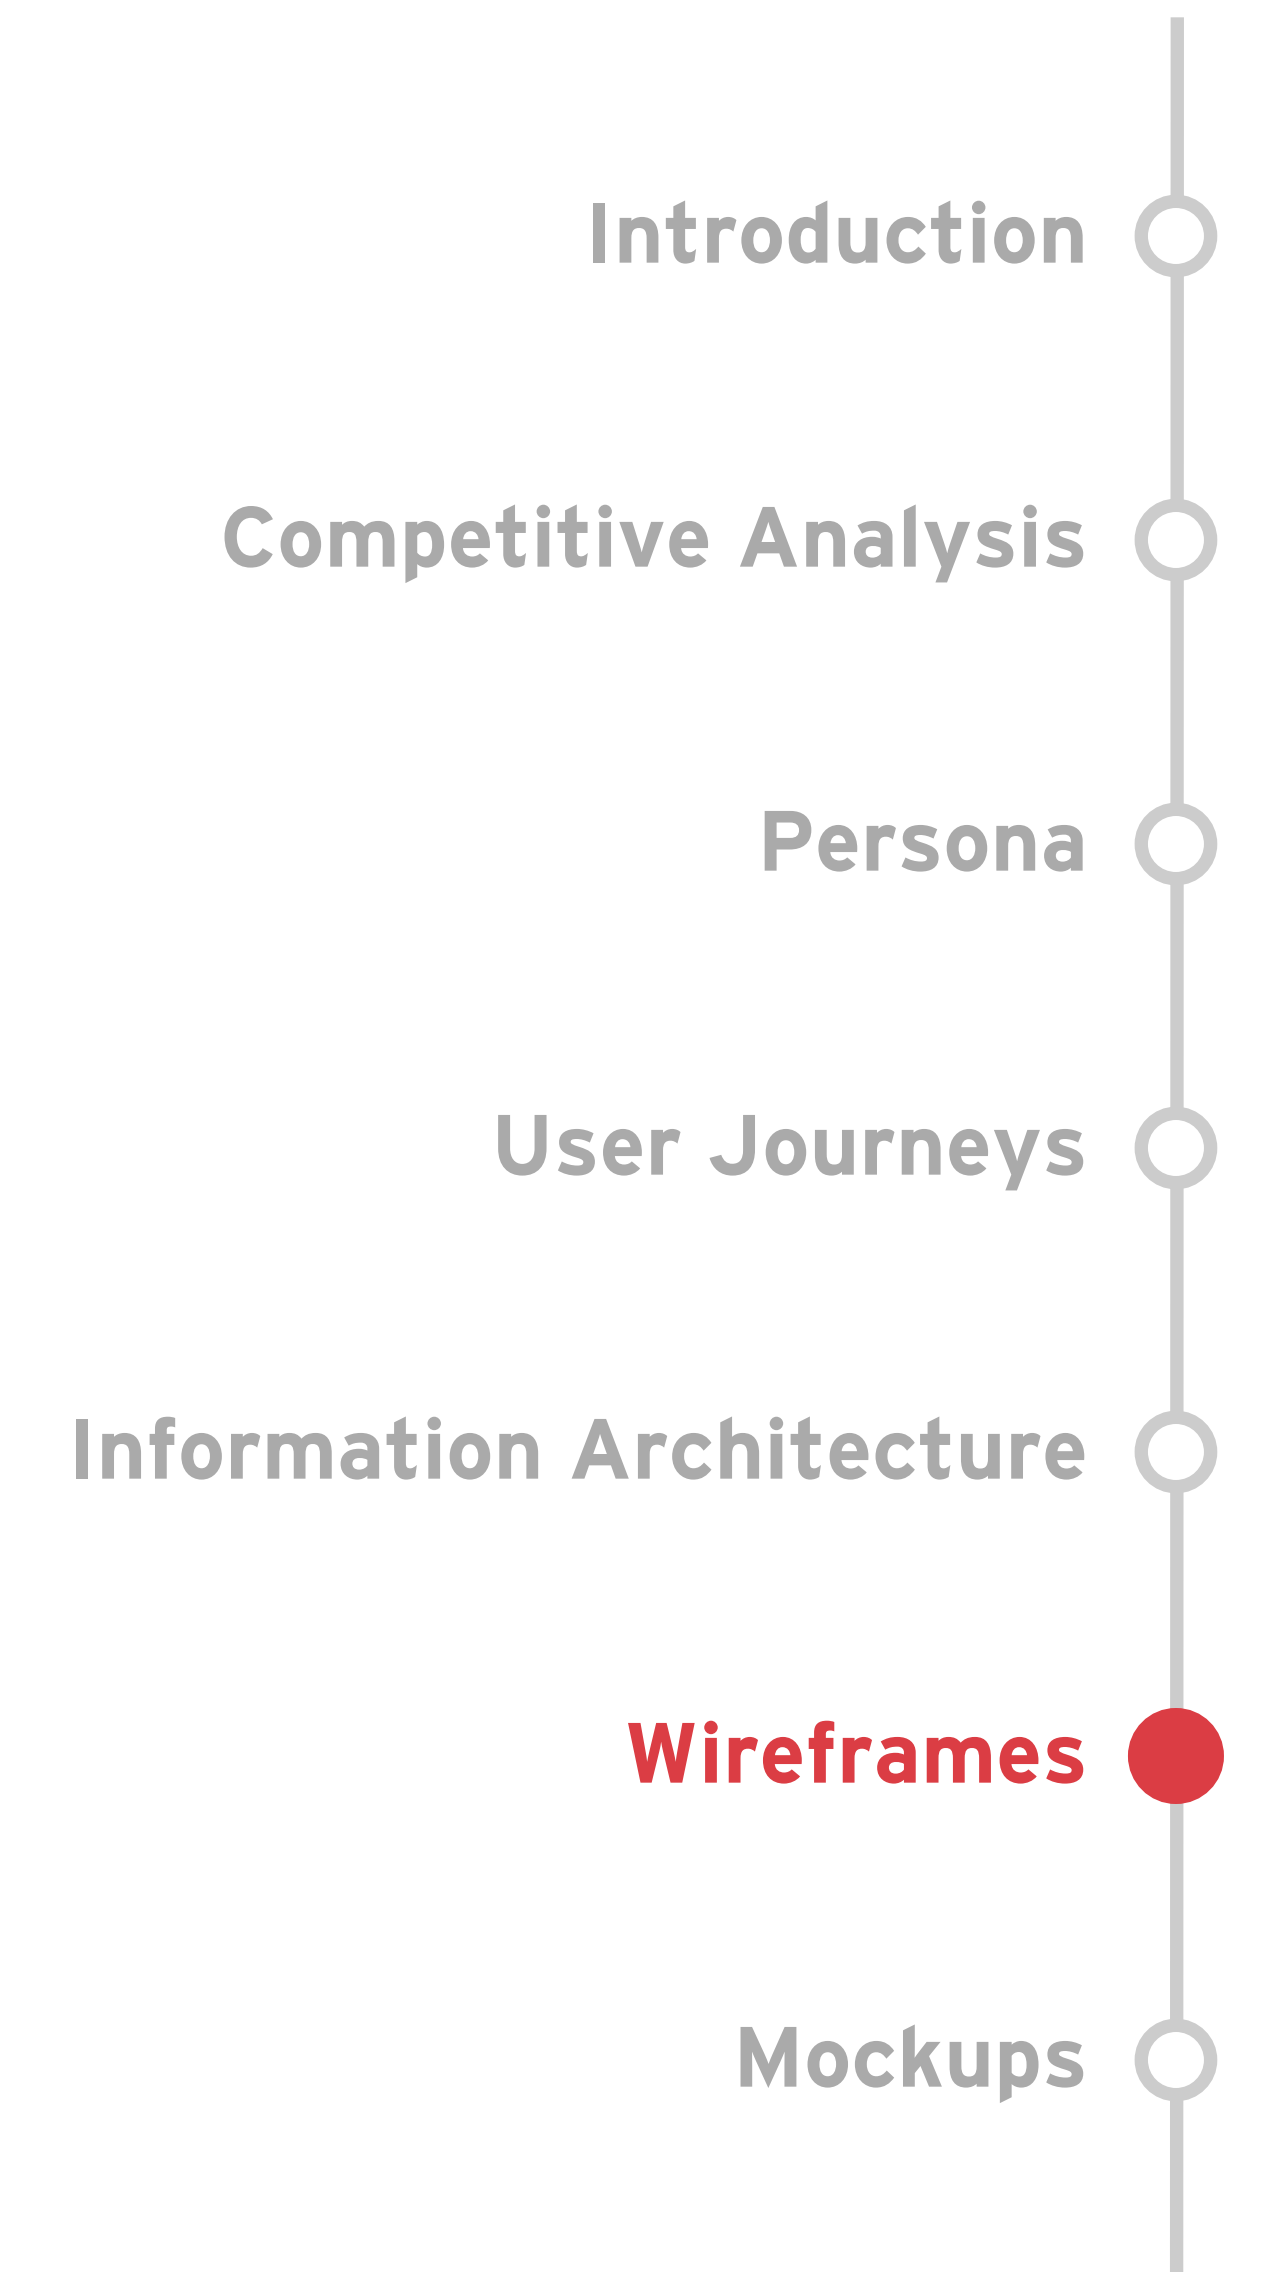 Introduction
Competitive Analysis
Persona
User Journeys
Information Architecture
Wireframes
Mockups